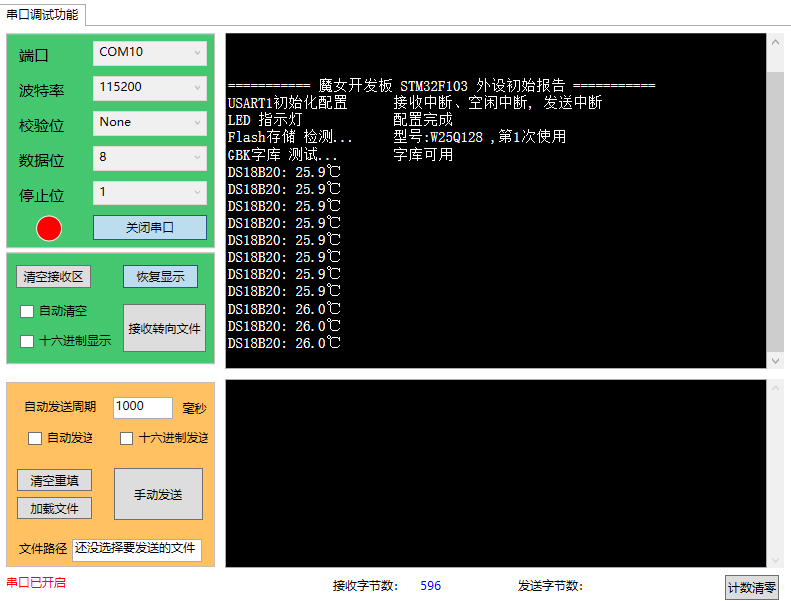 串口调试功能
端口 COM10
波特率 115200
校验位 None
数据位 8
停止位 1
关闭串口
清空接收区 恢复显示
自动清空
接收转向文件
十六进制显示
=========== 魔女开发板 STM32F103 外设初始报告 ===========
USART1初始化配置 接收中断、空闲中断, 发送中断
LED 指示灯 配置完成
Flash存储 检测... 型号:W25Q128 ,第1次使用
GBK字库 测试... 字库可用
DS18B20: 25.9℃
DS18B20: 25.9℃
DS18B20: 25.9℃
DS18B20: 25.9℃
DS18B20: 25.9℃
DS18B20: 25.9℃
DS18B20: 25.9℃
DS18B20: 25.9℃
DS18B20: 26.0℃
DS18B20: 26.0℃
DS18B20: 26.0℃
自动发送周期 1000 毫秒
自动发送 十六进制发送
清空重填
手动发送
加载文件
文件路径 还没选择要发送的文件
串口已开启 接收字节数: 596 发送字节数: 计数清零